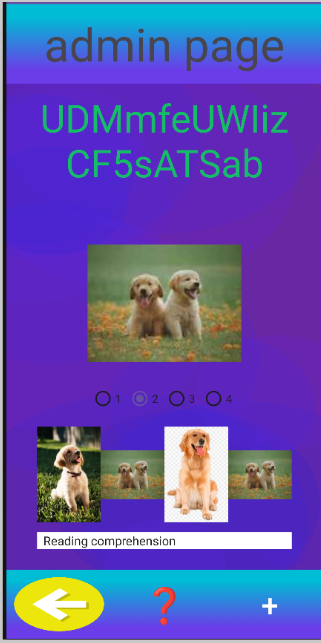 admin page
UDMmfeUWIiz
CF5sATSab
1 2 3 4
Reading comprehension